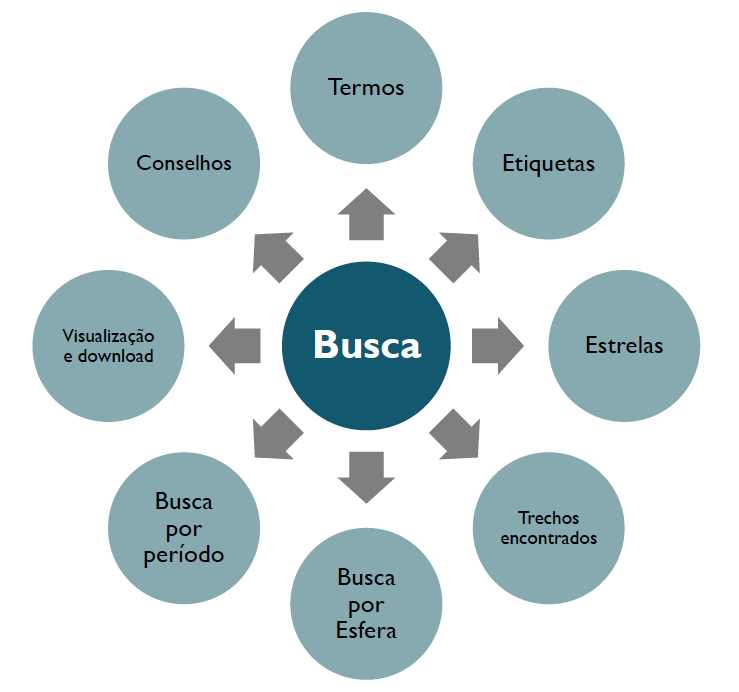 Termos
Conselhos
Etiquetas
Visualização
e download
Busca
Estrelas
Busca
por
período
Trechos
encontrados
Busca
por
Esfera